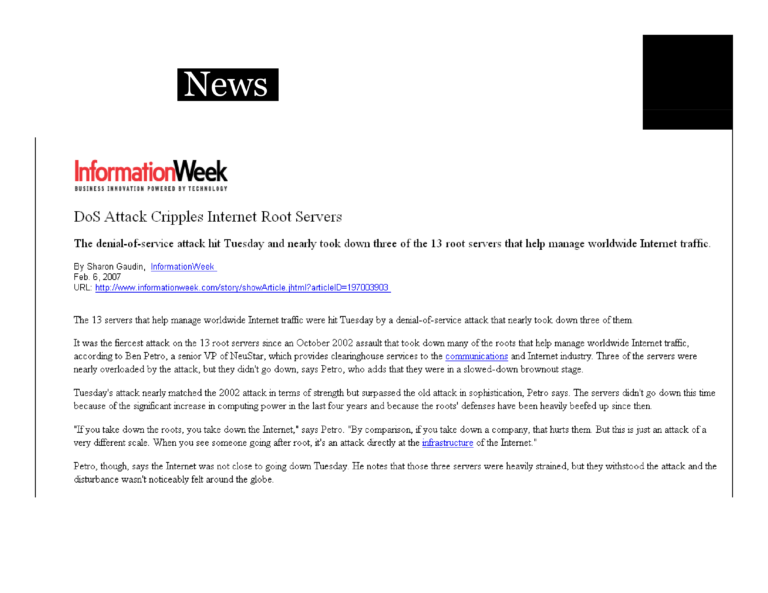 News
InformationWeek
BUSINESS INNOVATION POWERED BY TECHNOLOGY
DoS Attack Cripples Internet Root Servers
The denial-of-service attack hit Tuesday and nearly took down three of the 13 root servers that help manage worldwide Internet traffic.
By Sharon Gaudin, InformationWeek
Feb. 6, 2007
URL: http://www.informationweek.com/story/showArticle.jhtml?articleID=197003903
The 13 servers that help manage worldwide Internet traffic were hit Tuesday by a denial-of-service attack that nearly took down three of them.
It was the fiercest attack on the 13 root servers since an October 2002 assault that took down many of the roots that help manage worldwide Internet traffic,
according to Ben Petro, a senior VP of NeuStar, which provides clearinghouse services to the communications and Internet industry. Three of the servers were
nearly overloaded by the attack, but they didn't go down, says Petro, who adds that they were in a slowed-down brownout stage.
Tuesday's attack nearly matched the 2002 attack in terms of strength but surpassed the old attack in sophistication, Petro says. The servers didn't go down this time
because of the significant increase in computing power in the last four years and because the roots' defenses have been heavily beefed up since then.
"If you take down the roots, you take down the Internet," says Petro. "By comparison, if you take down a company, that hurts them. But this is just an attack of a
very different scale. When you see someone going after root, it's an attack directly at the infrastructure of the Internet."
Petro, though, says the Internet was not close to going down Tuesday. He notes that those three servers were heavily strained, but they withstood the attack and the
disturbance wasn't noticeably felt around the globe.